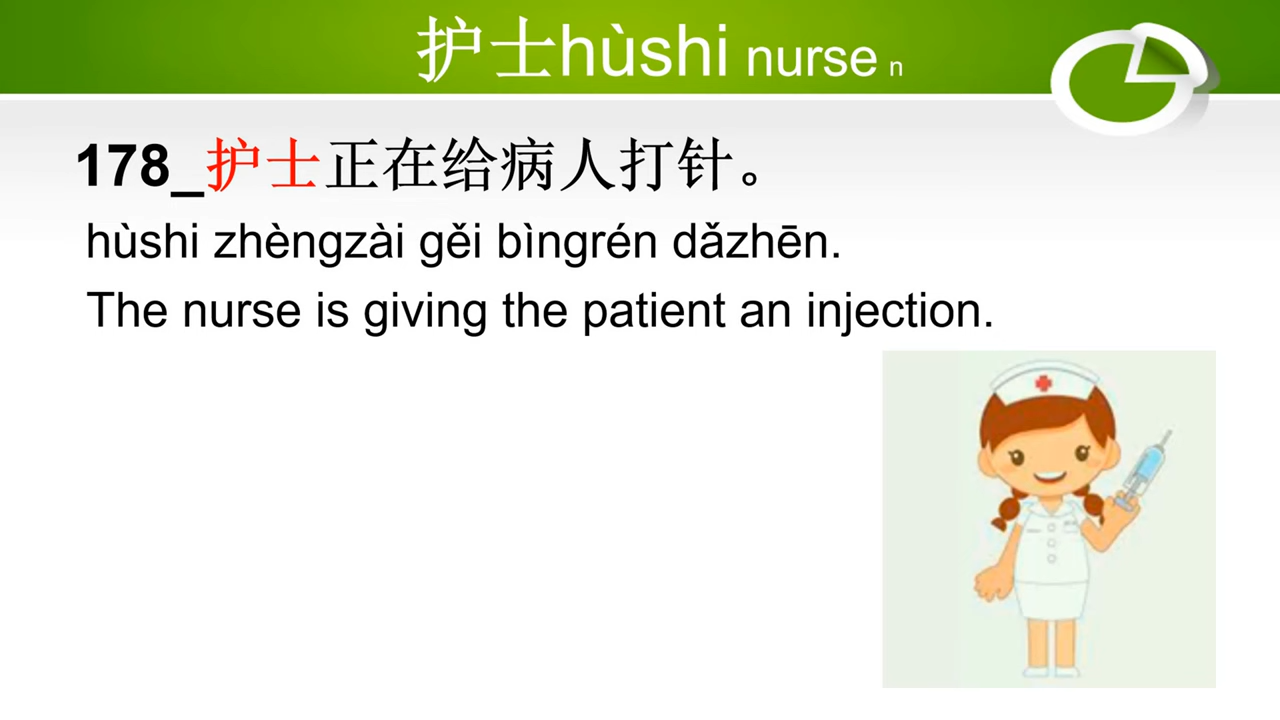 护士hùshi nurse n
178_护士正在给病人打针。
hùshi zhèngzài gěi bìngrén dǎzhēn.
The nurse is giving the patient an injection.